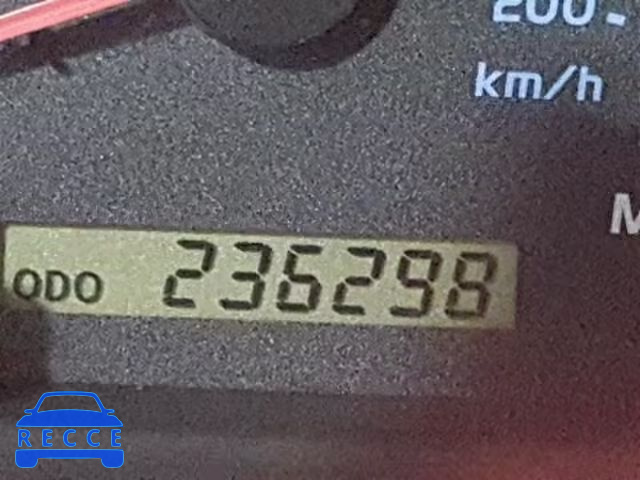 200-
km/h
M
ODO 236298
RECCE